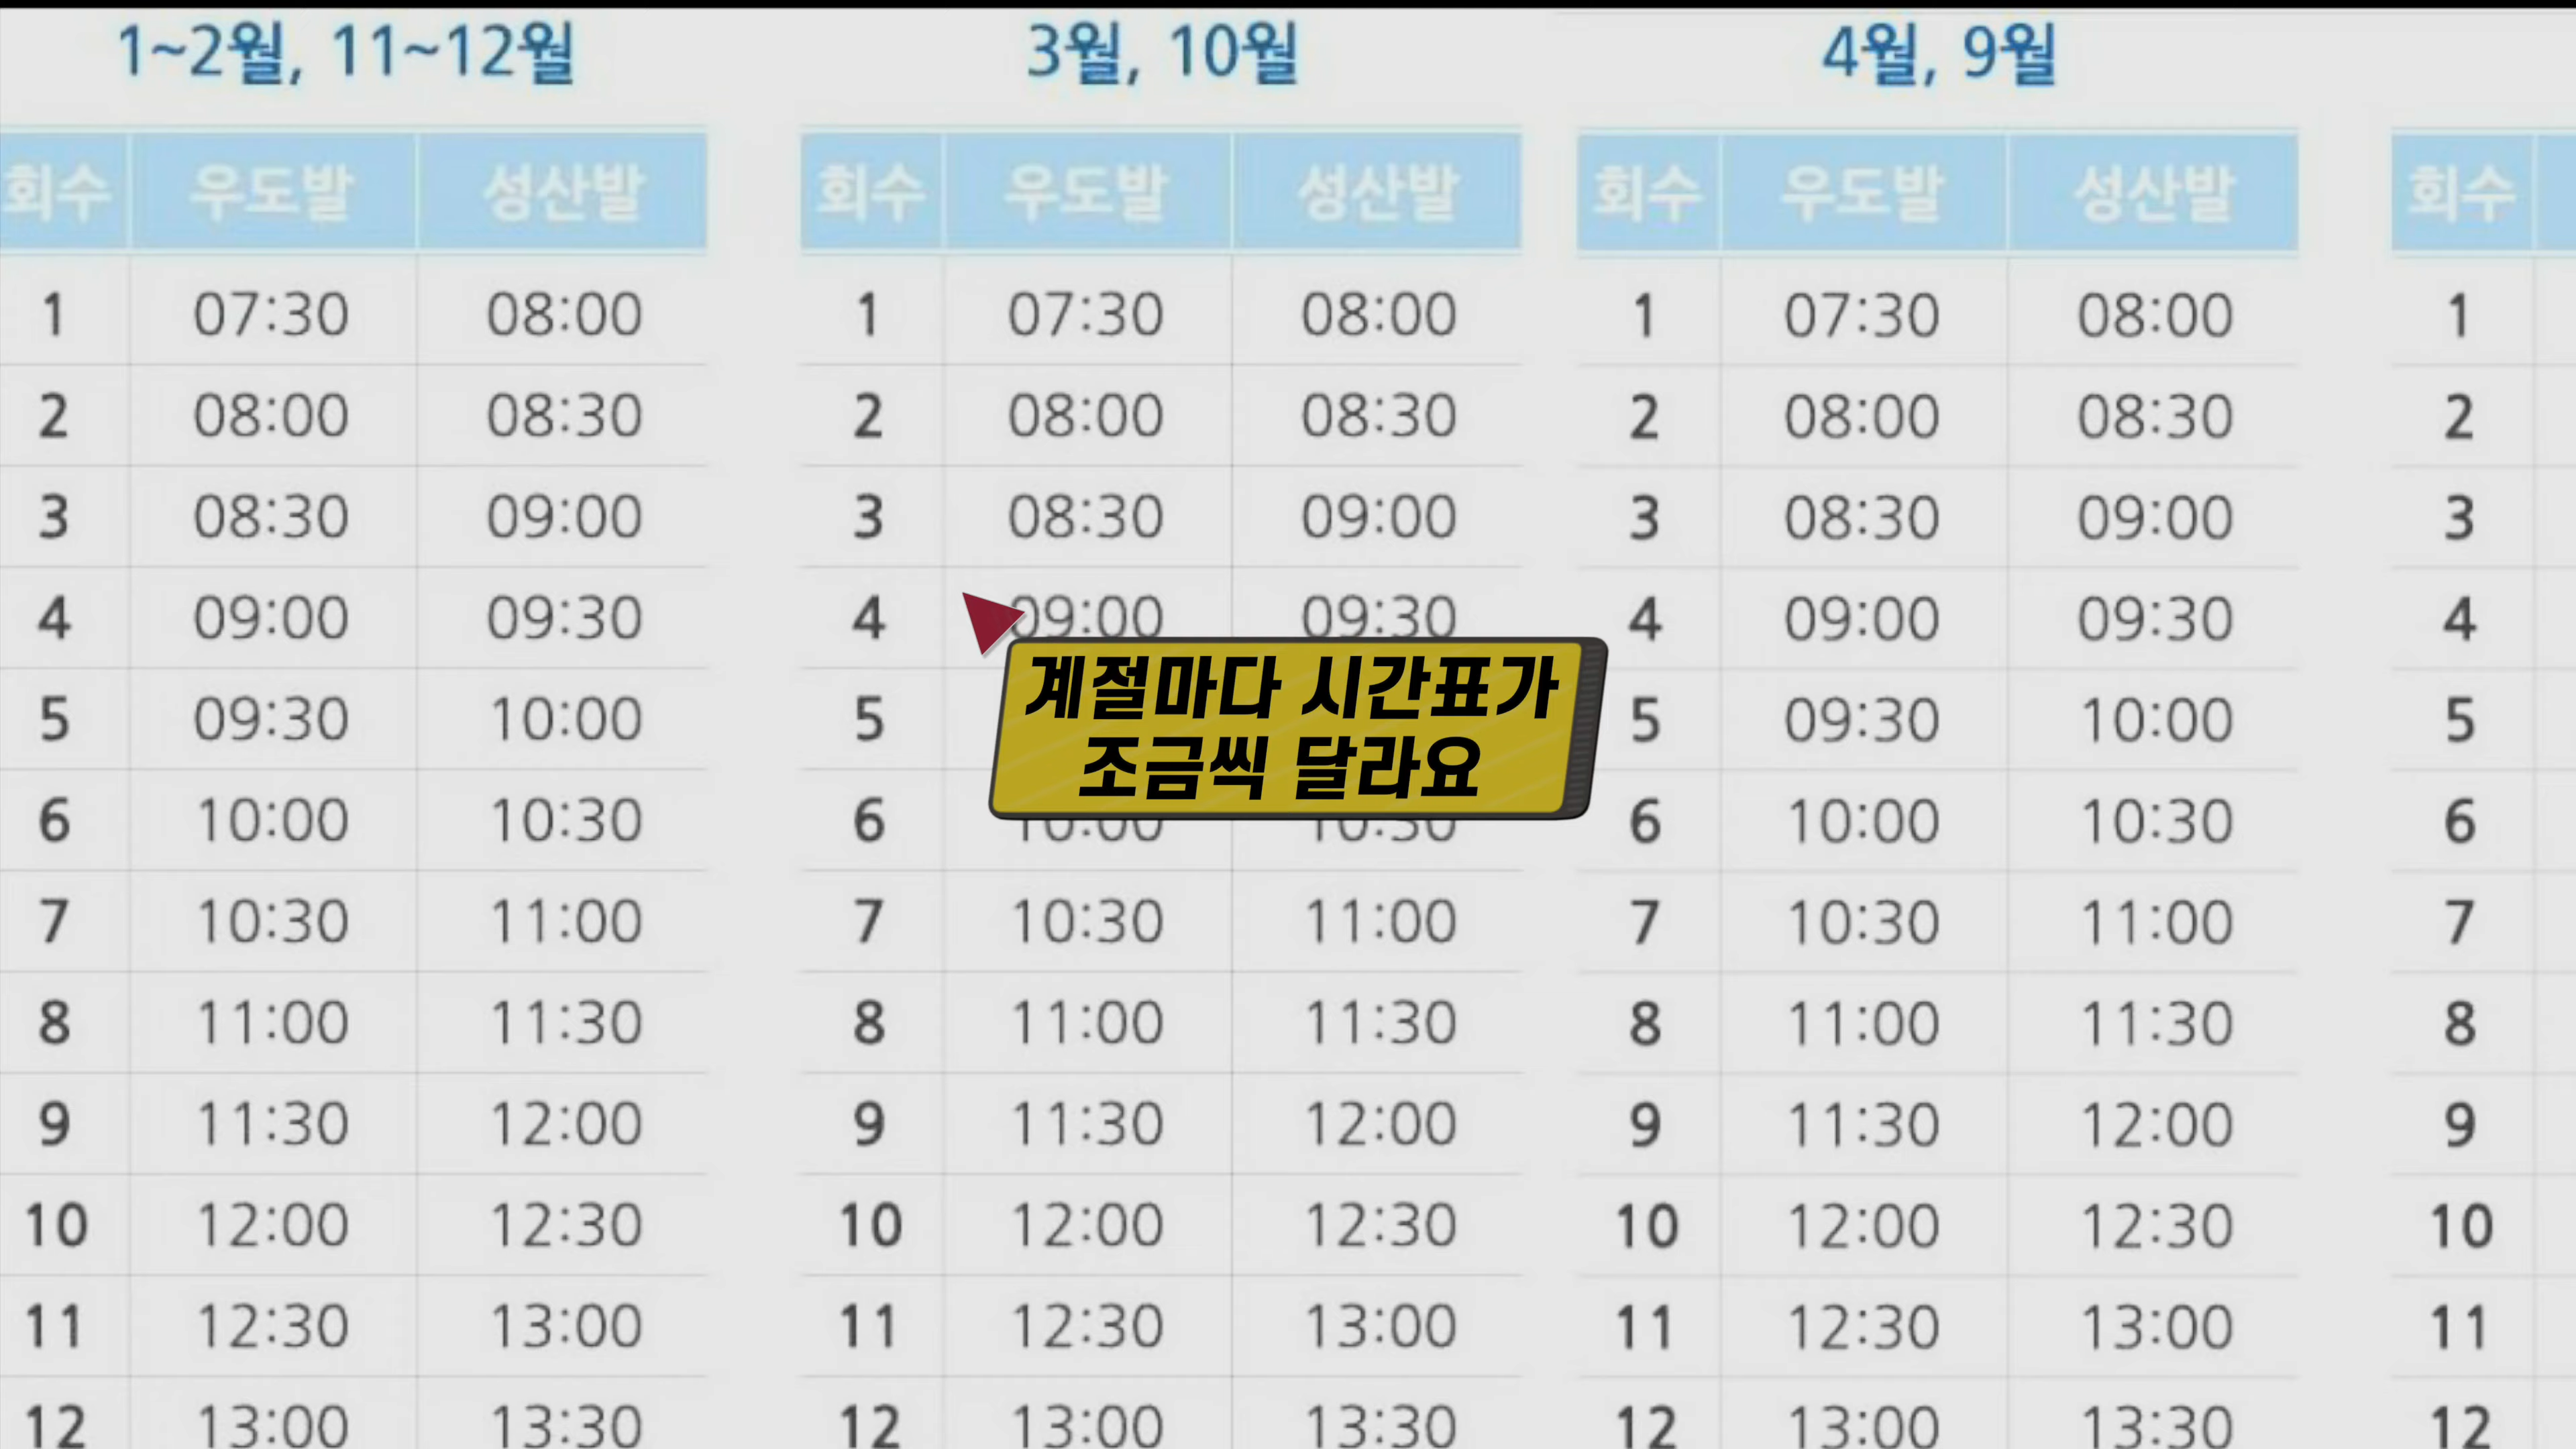 1~2월, 11~12월 3월, 10월 4월, 9월
회수 우도발 성산발 회수 우도발 성산발 회수 우도발 성산발 회수
1 07:30 08:00 1 07:30 08:00 1 07:30 08:00 1
2 08:00 08:30 2 08:00 08:30 2 08:00 08:30 2
3 08:30 09:00 3 08:30 09:00 3 08:30 09:00 3
4 09:00 09:30 4 09:00 09:30 4 09:00 09:30 4
계절마다 시간표가
조금씩 달라요
5 09:30 10:00 5 5 09:30 10:00 5
6 10:00 10:30 6 10:00 10:30 6 10:00 10:30 6
7 10:30 11:00 7 10:30 11:00 7 10:30 11:00 7
8 11:00 11:30 8 11:00 11:30 8 11:00 11:30 8
9 11:30 12:00 9 11:30 12:00 9 11:30 12:00 9
10 12:00 12:30 10 12:00 12:30 10 12:00 12:30 10
11 12:30 13:00 11 12:30 13:00 11 12:30 13:00 11
12 13:00 13:30 12 13:00 13:30 12 13:00 13:30 12